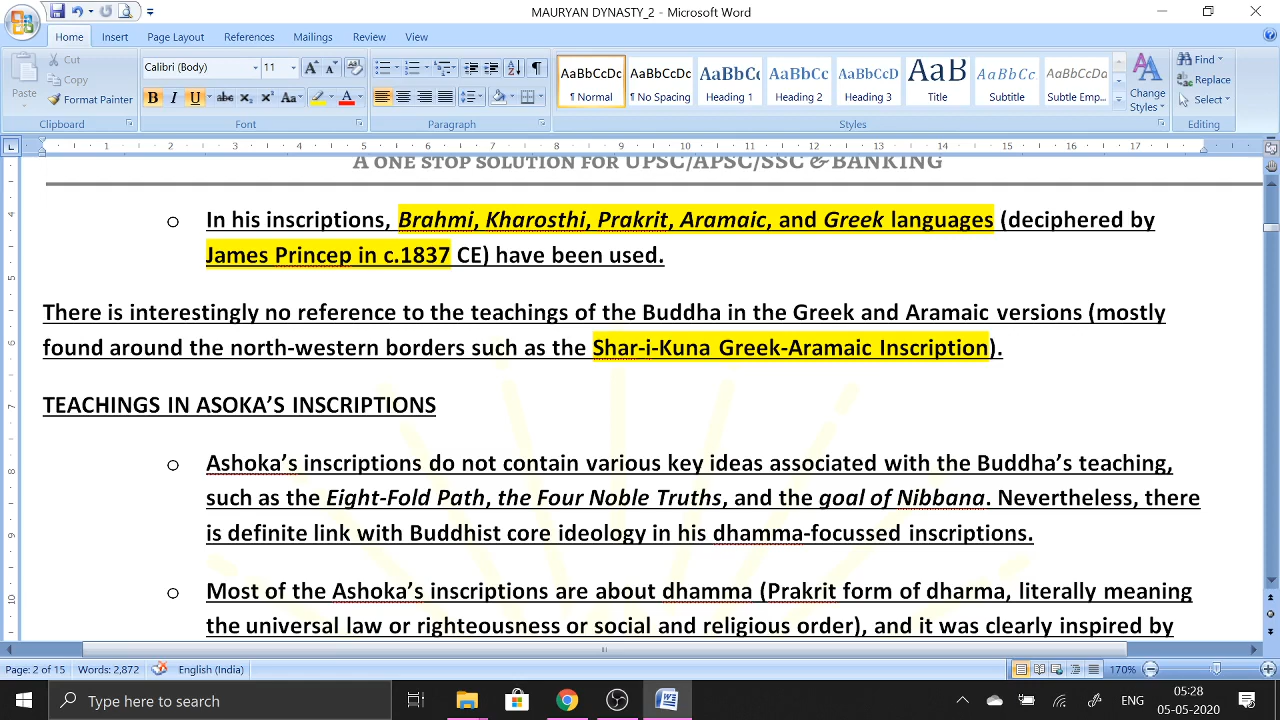 MAURYAN DYNASTY_2 - Microsoft Word
Home Insert Page Layout References Mailings Review View
Cut
Copy
Format Painter
Paste
Clipboard
Calibri (Body) 11
Font
Paragraph
AaBbCcDc AaBbCcDc AaBbCc AaBbCc AaBbCcD AaB AaBbCc AaBbCcDc
¶ Normal ¶ No Spacing Heading 1 Heading 2 Heading 3 Title Subtitle Subtle Emp...
Change Styles
Styles
Find
Replace
Select
Editing
A ONE STOP SOLUTION FOR UPSC/APSC/SSC & BANKING
o In his inscriptions, Brahmi, Kharosthi, Prakrit, Aramaic, and Greek languages (deciphered by
James Princep in c.1837 CE) have been used.
There is interestingly no reference to the teachings of the Buddha in the Greek and Aramaic versions (mostly
found around the north-western borders such as the Shar-i-Kuna Greek-Aramaic Inscription).
TEACHINGS IN ASOKA’S INSCRIPTIONS
o Ashoka’s inscriptions do not contain various key ideas associated with the Buddha’s teaching,
such as the Eight-Fold Path, the Four Noble Truths, and the goal of Nibbana. Nevertheless, there
is definite link with Buddhist core ideology in his dhamma-focussed inscriptions.
o Most of the Ashoka’s inscriptions are about dhamma (Prakrit form of dharma, literally meaning
the universal law or righteousness or social and religious order), and it was clearly inspired by
Page: 2 of 15 Words: 2,872 English (India) 170%
Type here to search
ENG
05:28
05-05-2020